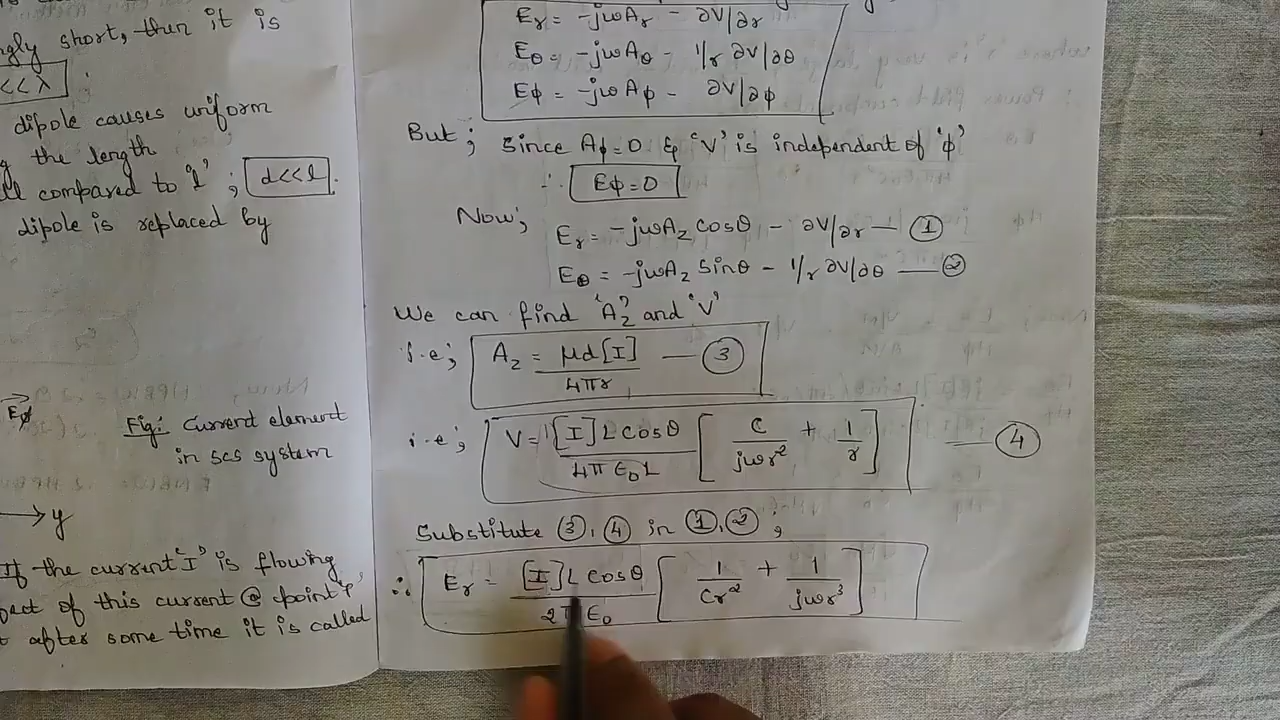 ngly short, then it is
<<λ
dipole causes uniform
the length
ll compared to 'l' ; d<<l.
dipole is replaced by
Fig: Current element
in scs system
y
If the current 'I' is flowing
of this current @ point 'p'
after some time it is called
Er = -jωAr - ∂V/∂r
Eθ = -jωAθ - 1/r ∂V/∂θ
Eϕ = -jωAϕ - ∂V/∂ϕ
But; Since Aϕ=0 & 'V' is independent of 'ϕ'
∴ Eϕ=0
Now; Er = -jωAz cosθ - ∂V/∂r — ①
Eθ = -jωAz sinθ - 1/r ∂V/∂θ — ②
We can find 'Az' and 'V'
i.e; Az = μd[I] / 4πr — ③
i.e; V = [I]L cosθ / 4π ε0 L [ C / jωr² + 1 / r ] — ④
Substitute ③, ④ in ①, ② ;
∴ Er = [I]L cosθ / 2π ε0 [ 1 / Cr² + 1 / jωr³ ]